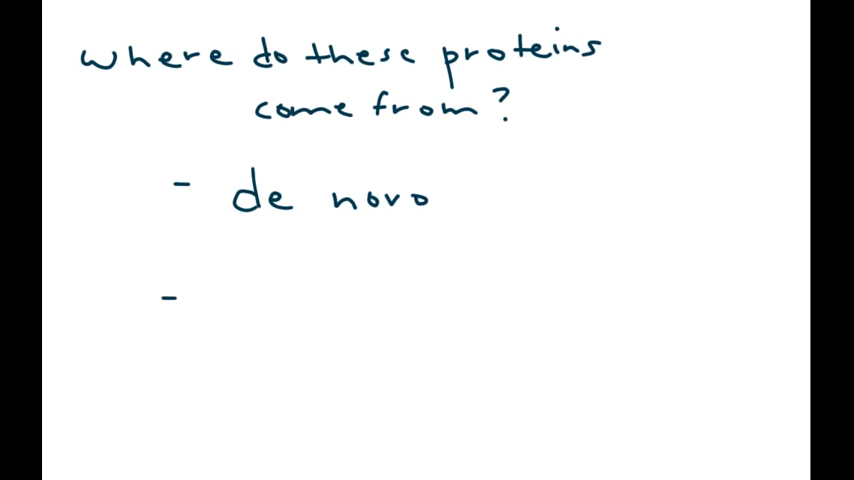 where do these proteins
come from?
- de novo
-